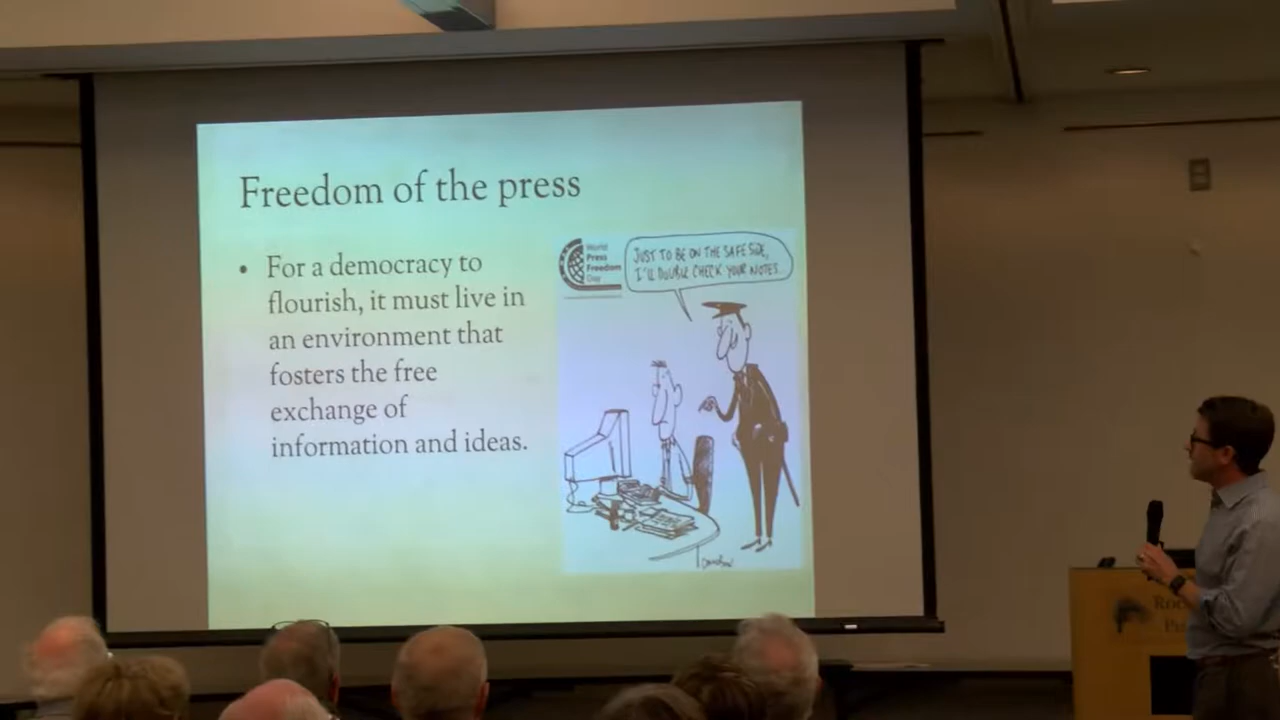 Freedom of the press
• For a democracy to
flourish, it must live in
an environment that
fosters the free
exchange of
information and ideas.
World
Press
Freedom
Day
JUST TO BE ON THE SAFE SIDE,
I'LL DOUBLE CHECK YOUR NOTES